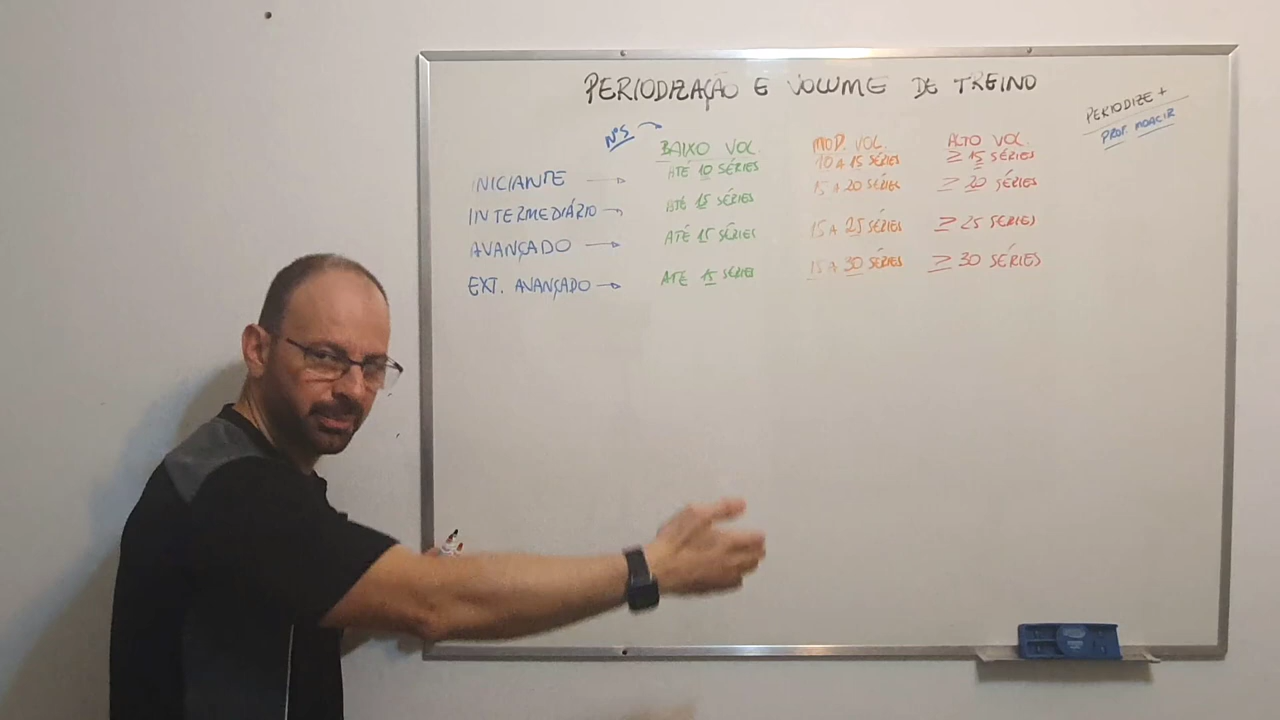 PERIODIZAÇÃO E VOLUME DE TREINO
PERIODIZE +
PROF. MOACIR
NºS
BAIXO VOL. MOD. VOL. ALTO VOL.
INICIANTE ATÉ 10 SÉRIES 10 A 15 SÉRIES ≥ 15 SÉRIES
INTERMEDIÁRIO ATÉ 15 SÉRIES 15 A 20 SÉRIES ≥ 20 SÉRIES
AVANÇADO ATÉ 15 SÉRIES 15 A 25 SÉRIES ≥ 25 SÉRIES
EXT. AVANÇADO ATÉ 15 SÉRIES 15 A 30 SÉRIES ≥ 30 SÉRIES